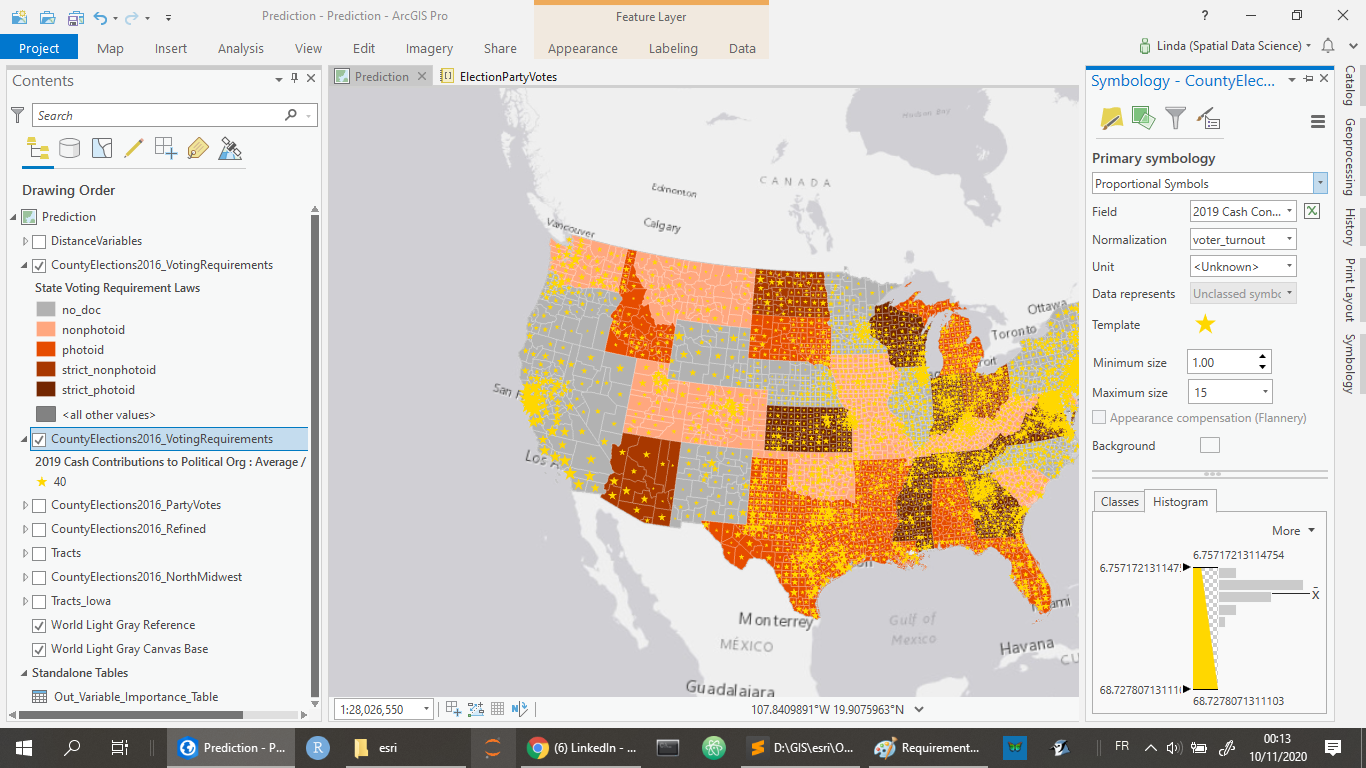 Prediction - Prediction - ArcGIS Pro
Feature Layer
?
Project
Map
Insert
Analysis
View
Edit
Imagery
Share
Appearance
Labeling
Data
Linda (Spatial Data Science)
Contents
Search
Drawing Order
Prediction
DistanceVariables
CountyElections2016_VotingRequirements
State Voting Requirement Laws
no_doc
nonphotoid
photoid
strict_nonphotoid
strict_photoid
<all other values>
CountyElections2016_VotingRequirements
2019 Cash Contributions to Political Org : Average /
40
CountyElections2016_PartyVotes
CountyElections2016_Refined
Tracts
CountyElections2016_NorthMidwest
Tracts_Iowa
World Light Gray Reference
World Light Gray Canvas Base
Standalone Tables
Out_Variable_Importance_Table
Prediction
ElectionPartyVotes
Hudson Bay
CANADA
Edmonton
Calgary
Vancouver
Ottawa
Toronto
San F
Los A
Monterrey
MÉXICO
Gulf of
Mexico
Miami
Havana
CU
Guadalajara
1:28,026,550
107.8409891°W 19.9075963°N
Symbology - CountyElec...
Primary symbology
Proportional Symbols
Field
2019 Cash Con...
Normalization
voter_turnout
Unit
<Unknown>
Data represents
Unclassed symbo
Template
Minimum size
1.00
Maximum size
15
Appearance compensation (Flannery)
Background
Classes
Histogram
More
6.75717213114754
6.75717213114754
x̄
68.7278071311103
68.7278071311103
Catalog
Geoprocessing
History
Print Layout
Symbology
Prediction - P...
R
esri
(6) LinkedIn - ...
D:\GIS\esri\O...
Requirement...
FR
00:13
10/11/2020